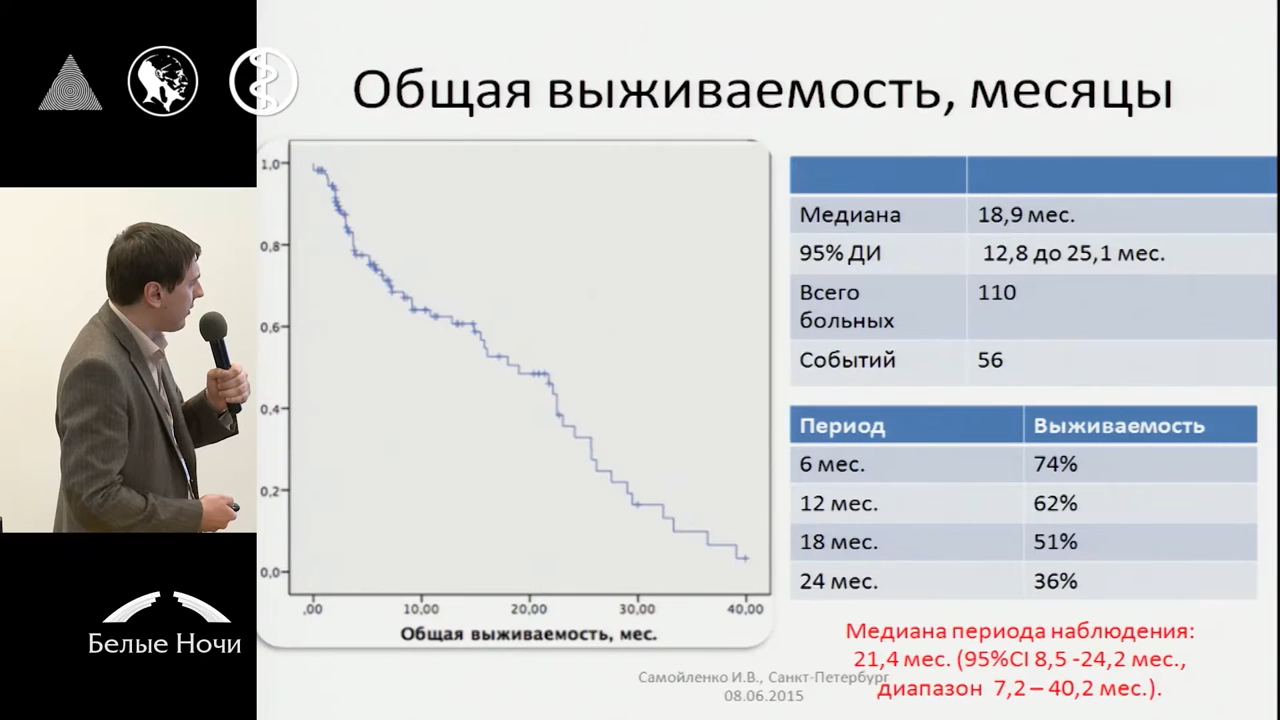 Общая выживаемость, месяцы
1,0
0,8
0,6
0,4
0,2
0,0
,00 10,00 20,00 30,00 40,00
Общая выживаемость, мес.
Медиана 18,9 мес.
95% ДИ 12,8 до 25,1 мес.
Всего
больных 110
Событий 56
Период Выживаемость
6 мес. 74%
12 мес. 62%
18 мес. 51%
24 мес. 36%
Медиана периода наблюдения:
21,4 мес. (95%CI 8,5 -24,2 мес.,
диапазон 7,2 – 40,2 мес.).
Самойленко И.В., Санкт-Петербург
08.06.2015
Белые Ночи